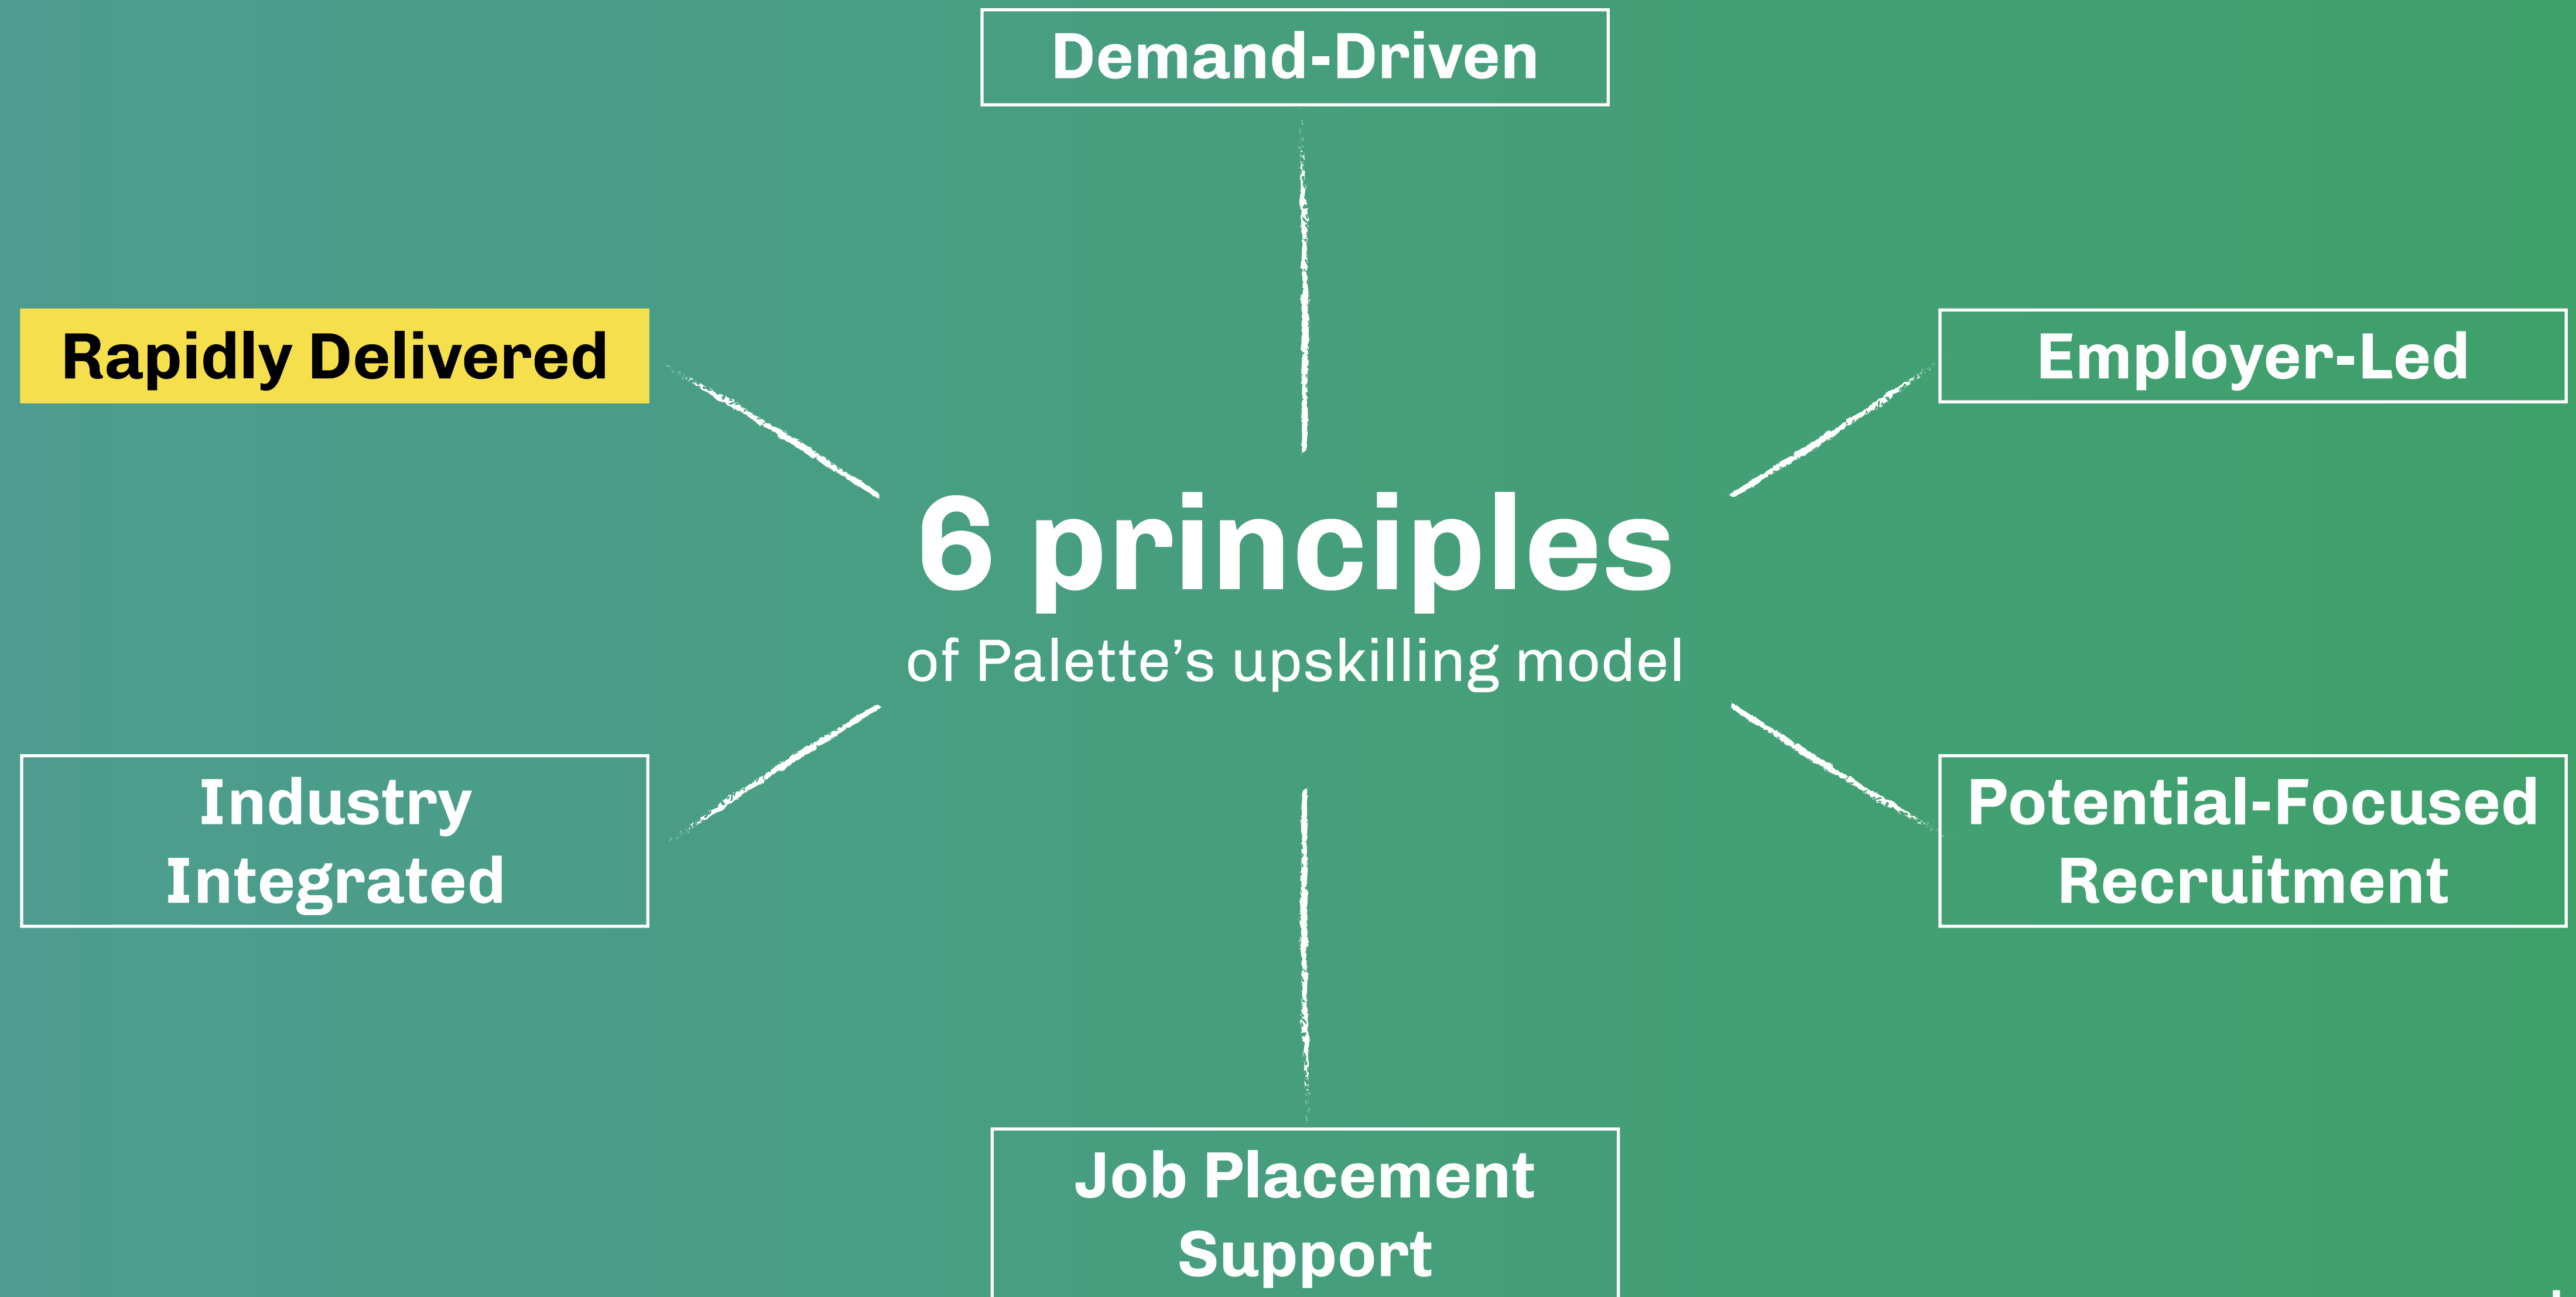 Demand-Driven
Rapidly Delivered
Employer-Led
6 principles
of Palette’s upskilling model
Industry
Integrated
Potential-Focused
Recruitment
Job Placement
Support